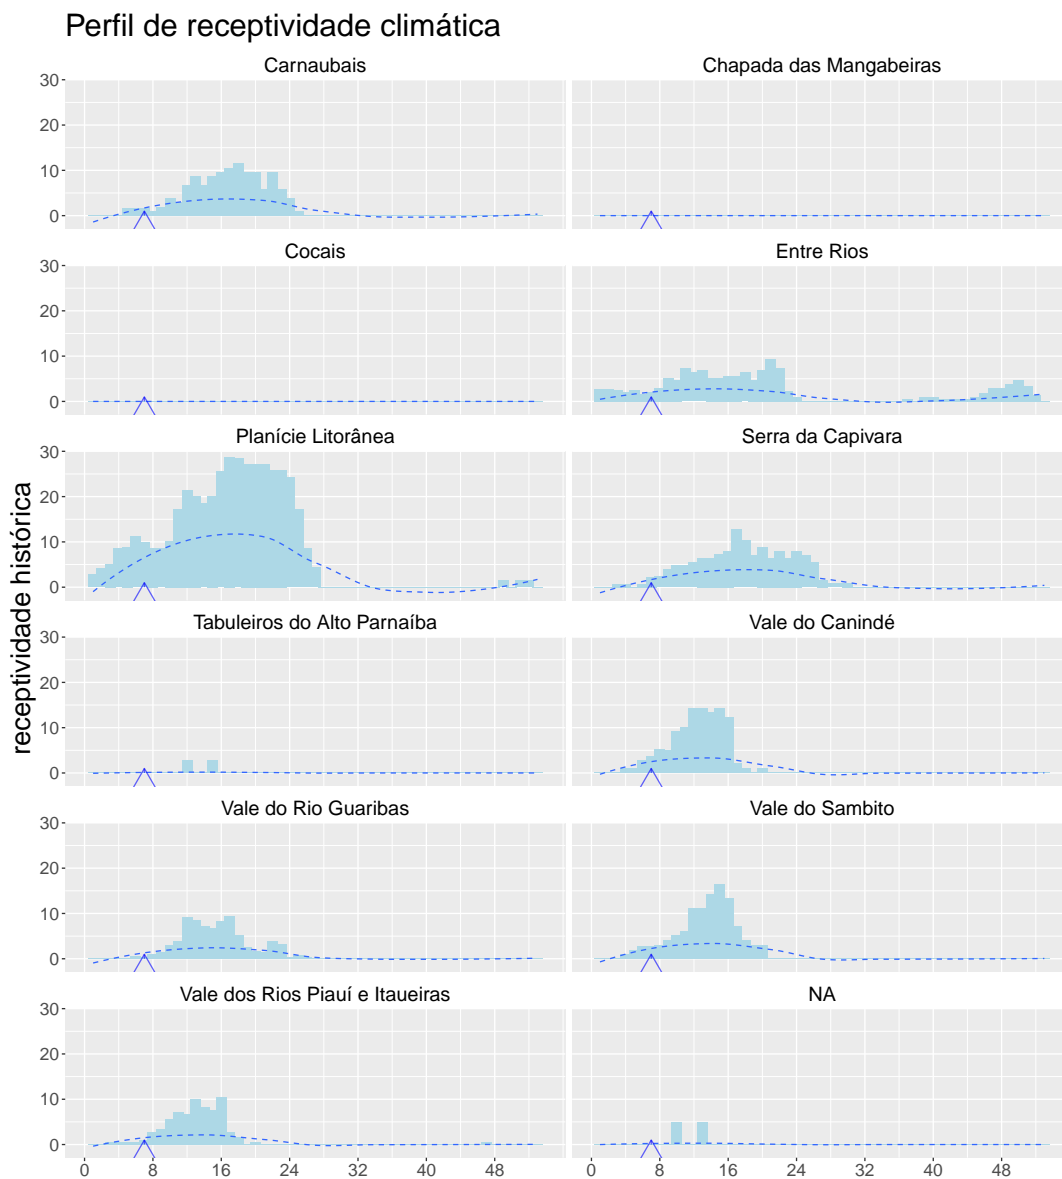 Perfil de receptividade climática
Carnaubais
Chapada das Mangabeiras
30
20
10
0
Cocais
Entre Rios
30
20
10
0
Planície Litorânea
Serra da Capivara
30
20
10
0
receptividade histórica
Tabuleiros do Alto Parnaíba
Vale do Canindé
30
20
10
0
Vale do Rio Guaribas
Vale do Sambito
30
20
10
0
Vale dos Rios Piauí e Itaueiras
NA
30
20
10
0
0 8 16 24 32 40 48
0 8 16 24 32 40 48